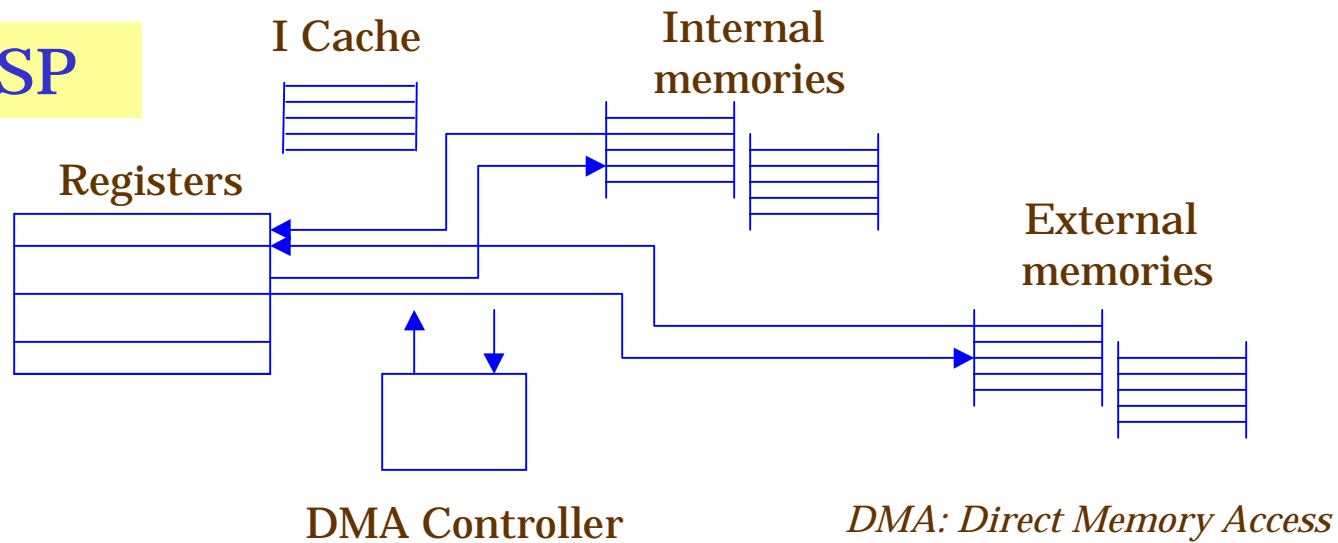 SP
I Cache
Internal
memories
Registers
External
memories
DMA Controller
DMA: Direct Memory Access